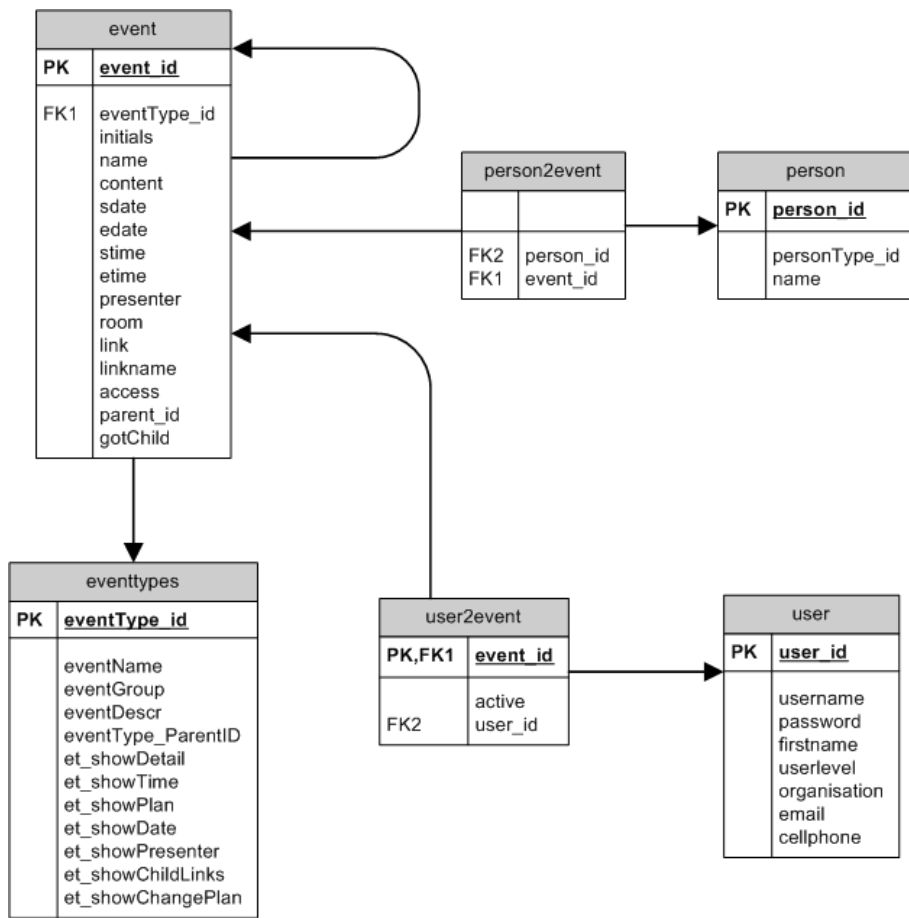 event
PK event_id
FK1 eventType_id
initials
name
content
sdate
edate
stime
etime
presenter
room
link
linkname
access
parent_id
gotChild
person2event
FK2 person_id
FK1 event_id
person
PK person_id
personType_id
name
eventtypes
PK eventType_id
eventName
eventGroup
eventDescr
eventType_ParentID
et_showDetail
et_showTime
et_showPlan
et_showDate
et_showPresenter
et_showChildLinks
et_showChangePlan
user2event
PK,FK1 event_id
active
FK2 user_id
user
PK user_id
username
password
firstname
userlevel
organisation
email
cellphone